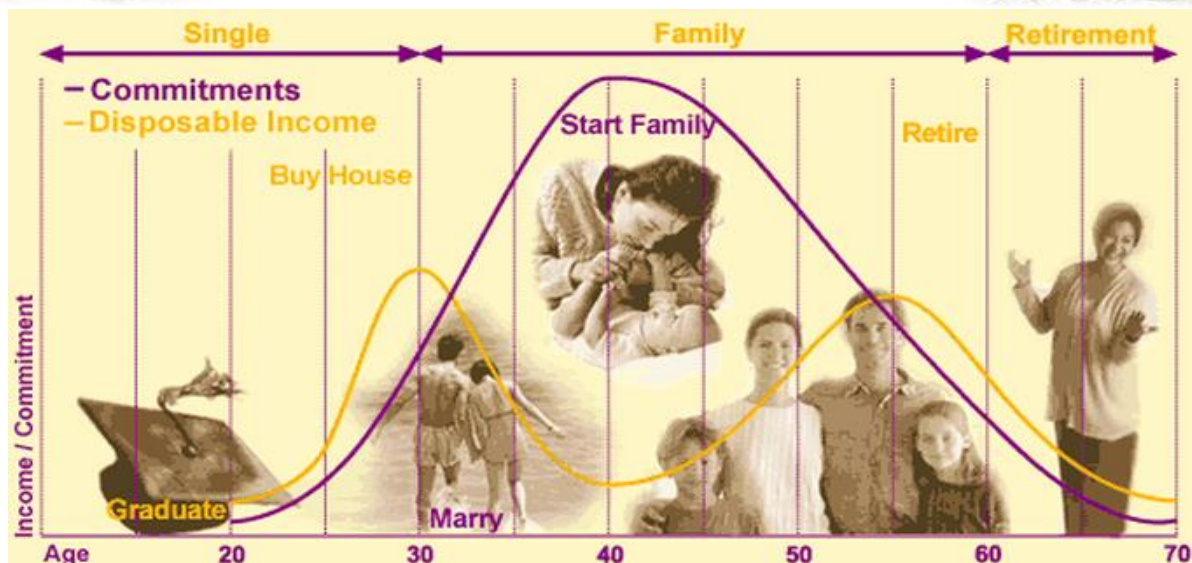 Single Family Retirement
– Commitments
– Disposable Income
Start Family
Retire
Buy House
Income / Commitment
Graduate
Marry
Age 20 30 40 50 60 70